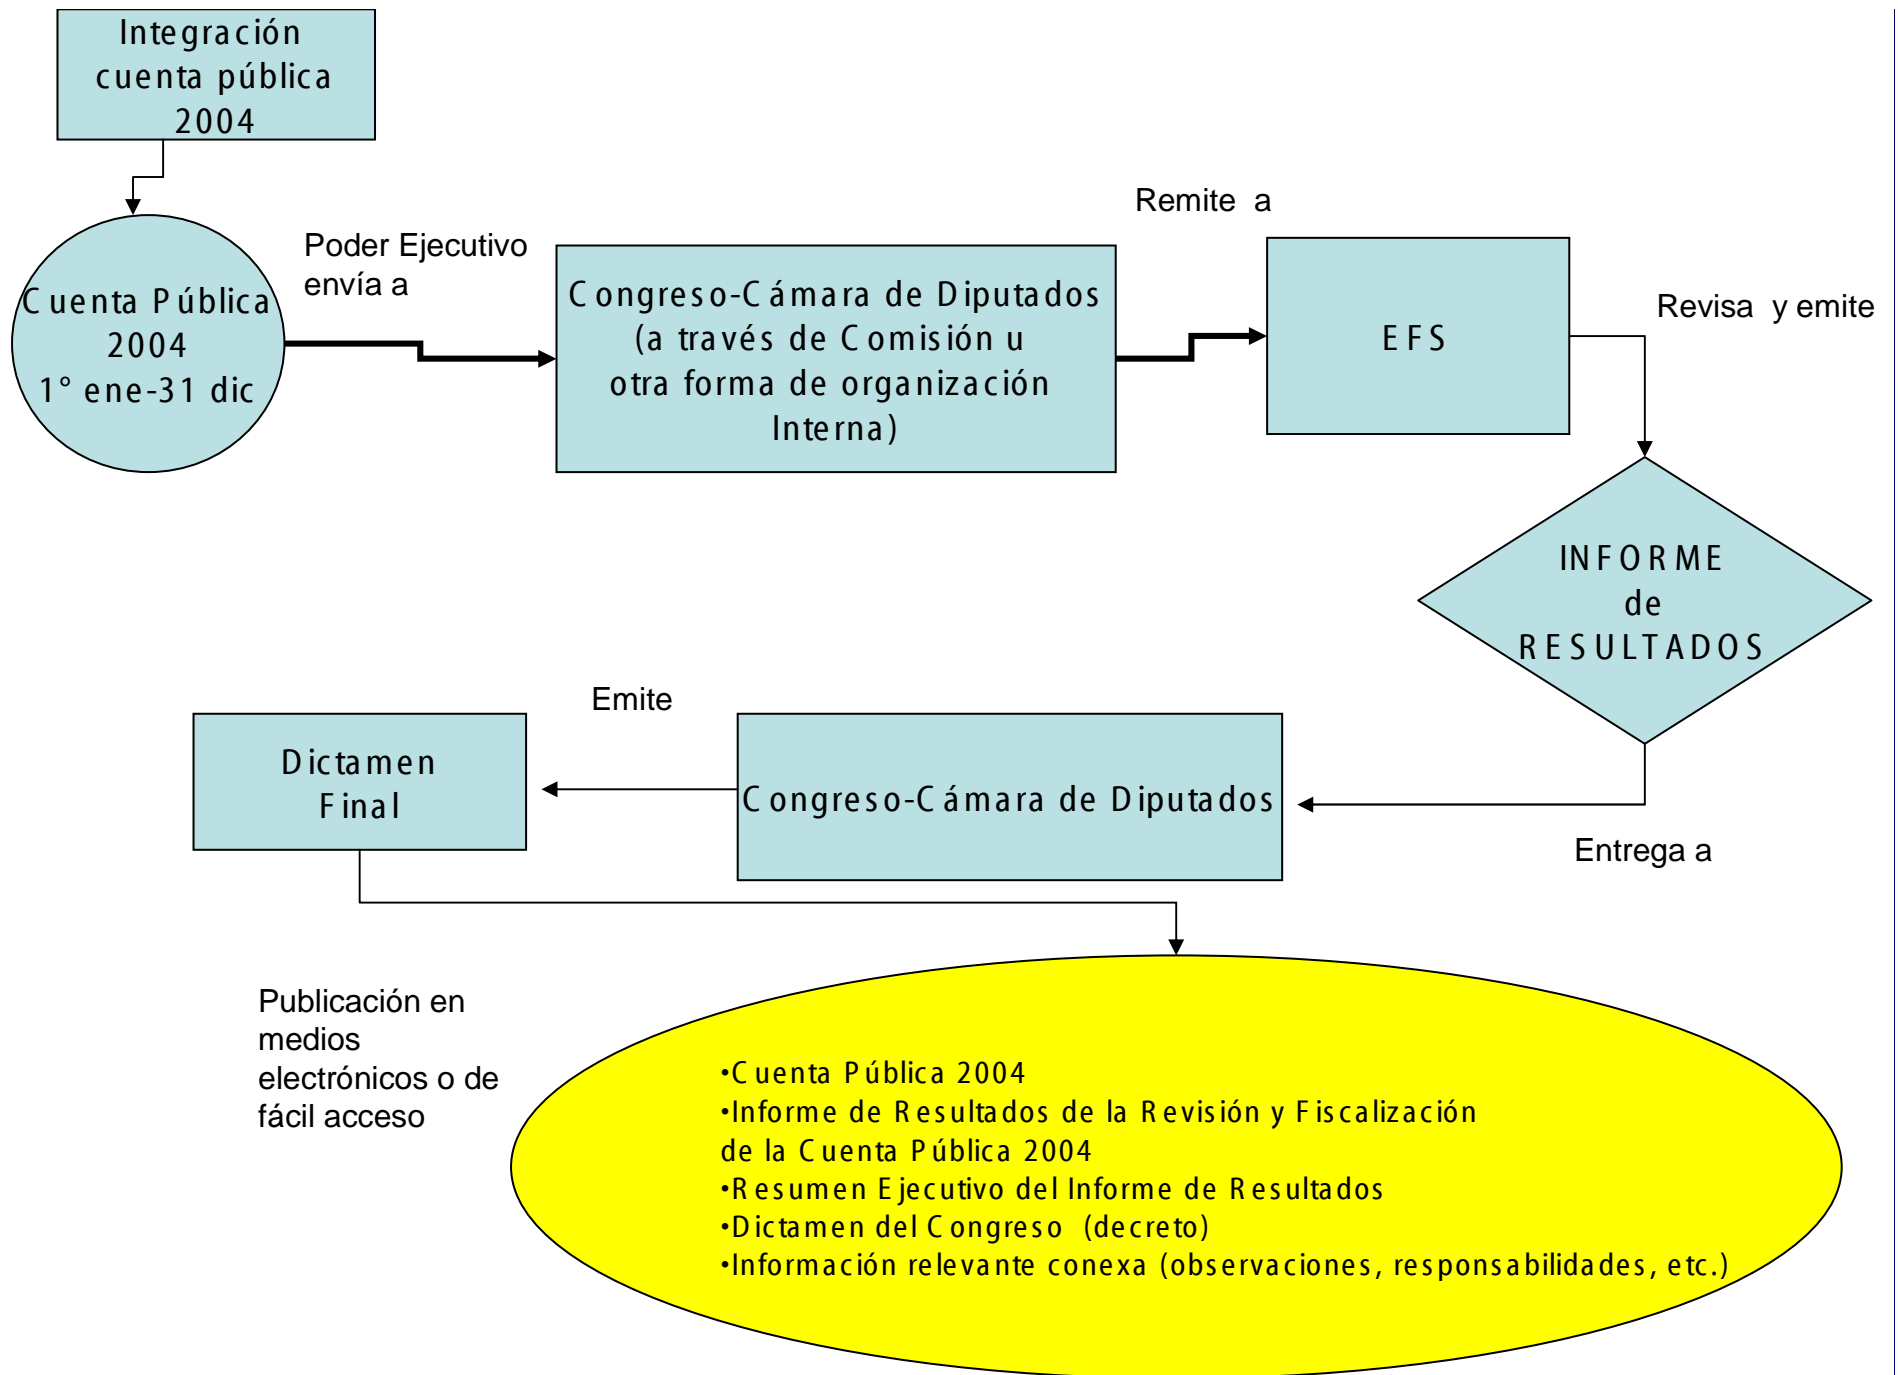 Integración
cuenta pública
2004
Cuenta Pública
2004
1° ene-31 dic
Poder Ejecutivo
envía a
Congreso-Cámara de Diputados
(a través de Comisión u
otra forma de organización
Interna)
Remite a
EFS
Revisa y emite
INFORME
de
RESULTADOS
Entrega a
Congreso-Cámara de Diputados
Emite
Dictamen
Final
Publicación en
medios
electrónicos o de
fácil acceso
•Cuenta Pública 2004
•Informe de Resultados de la Revisión y Fiscalización
de la Cuenta Pública 2004
•Resumen Ejecutivo del Informe de Resultados
•Dictamen del Congreso (decreto)
•Información relevante conexa (observaciones, responsabilidades, etc.)